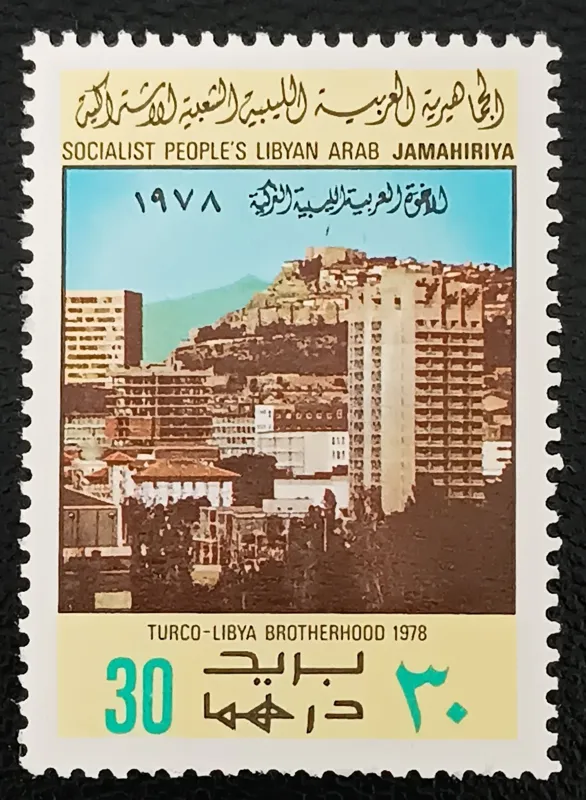 الجماهيرية العربية الليبية الشعبية الاشتراكية
SOCIALIST PEOPLE'S LIBYAN ARAB JAMAHIRIYA
الاخوة العربية الليبية التركية ١٩٧٨
TURCO-LIBYA BROTHERHOOD 1978
30 بريد ٣٠
درهما